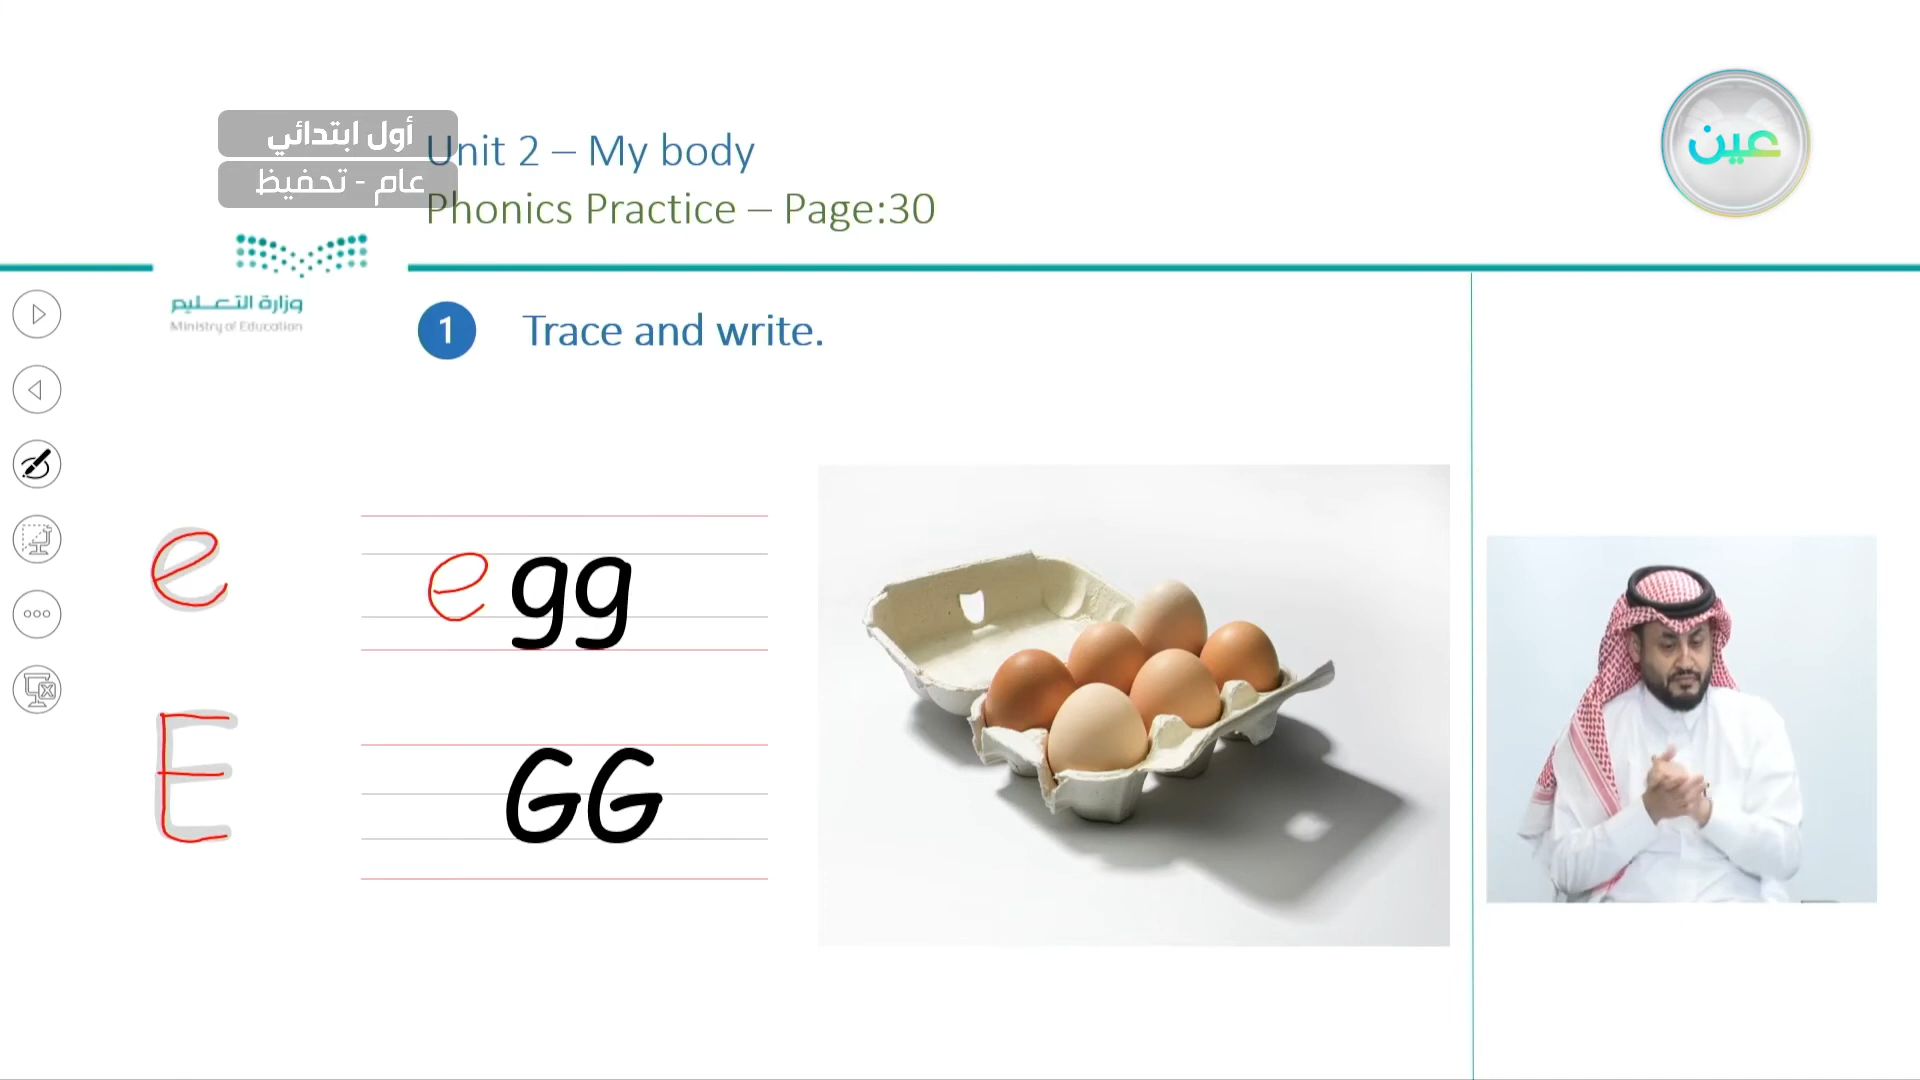 أول ابتدائي
عام - تحفيظ
Unit 2 – My body
Phonics Practice – Page:30
عين
وزارة التعليم
Ministry of Education
1 Trace and write.
e egg
E GG